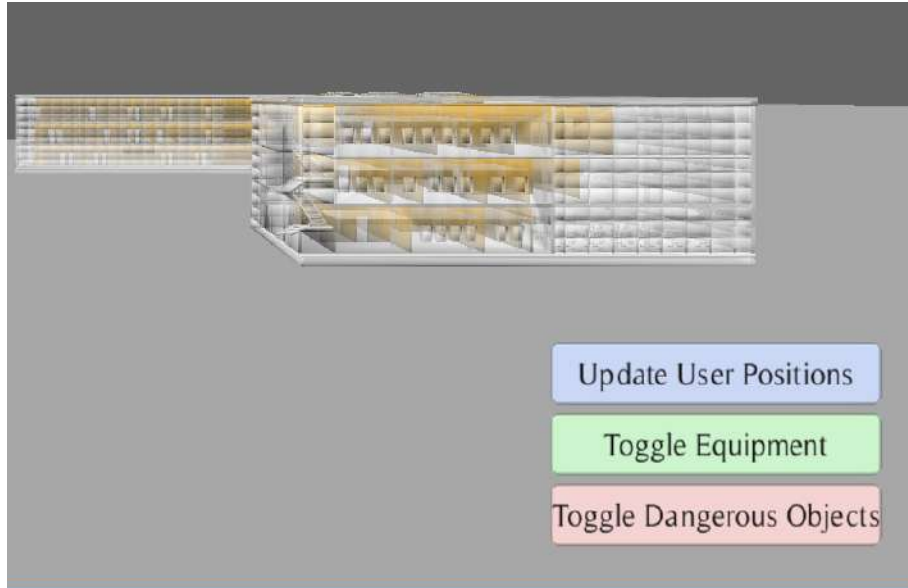 Update User Positions
Toggle Equipment
Toggle Dangerous Objects